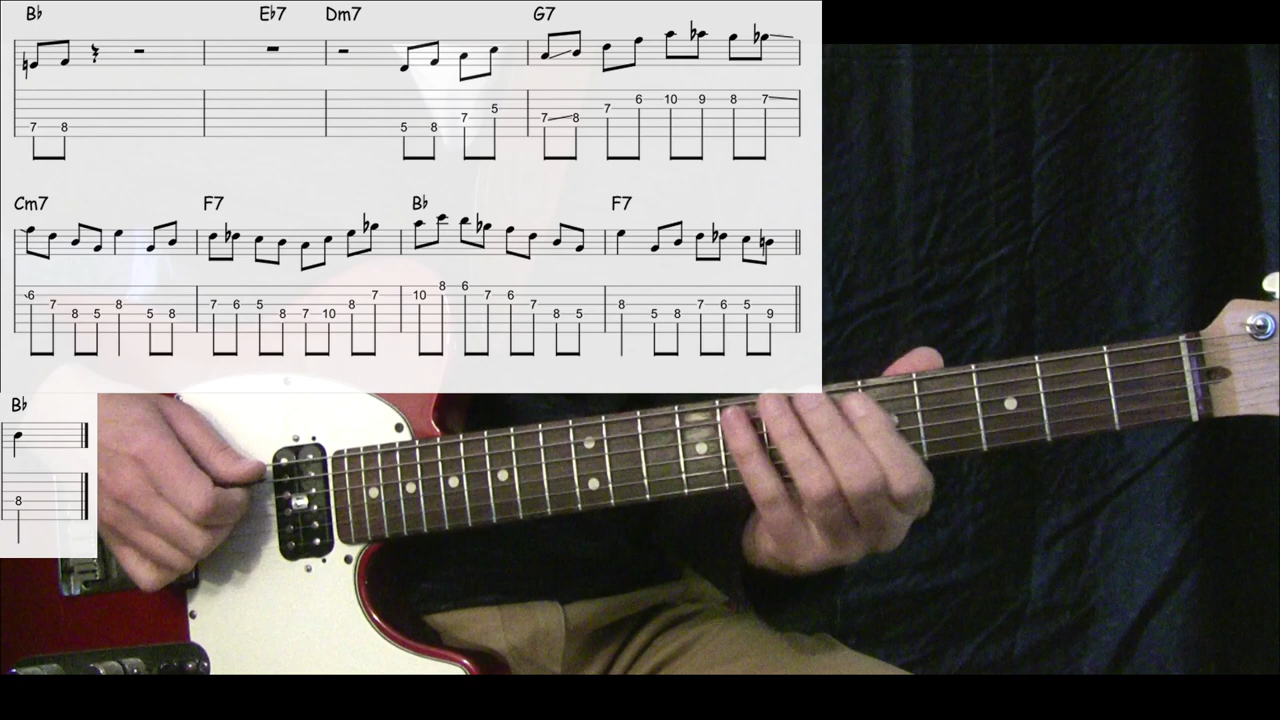 B♭ E♭7 Dm7 G7
7 8 5 8 7 5 7 8 7 6 10 9 8 7
Cm7 F7 B♭ F7
6 7 8 5 8 5 8 7 6 5 8 7 10 8 7 10 8 6 7 6 7 8 5 8 5 8 7 6 5 9
B♭
8